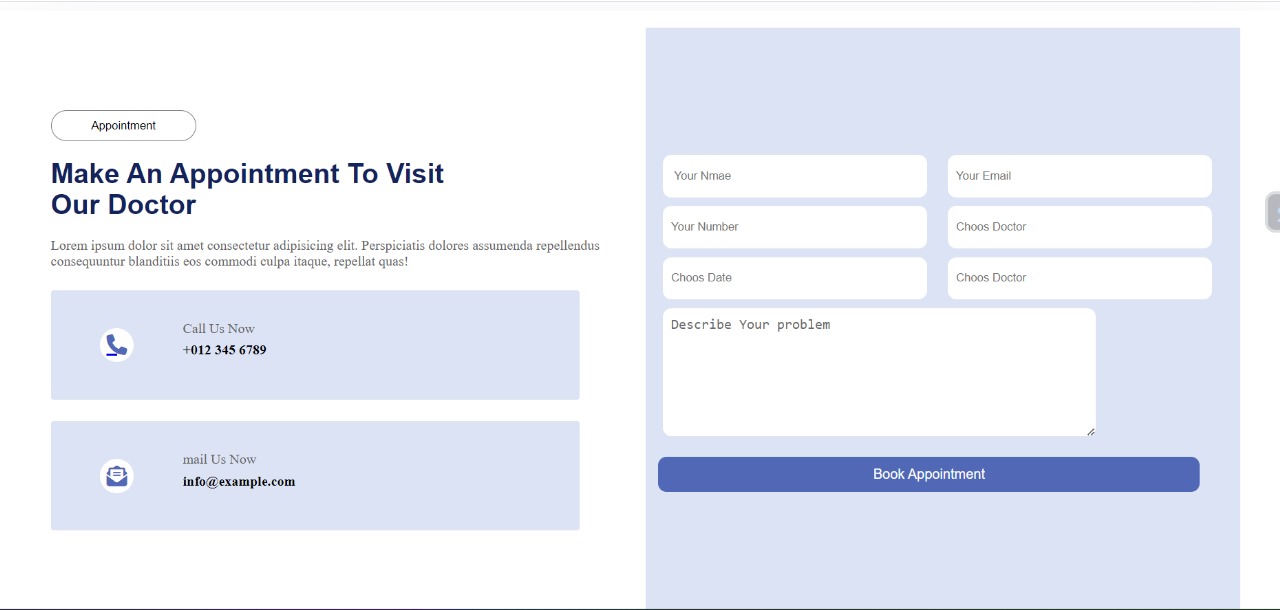 Appointment
Make An Appointment To Visit
Our Doctor
Lorem ipsum dolor sit amet consectetur adipisicing elit. Perspiciatis dolores assumenda repellendus
consequuntur blanditiis eos commodi culpa itaque, repellat quas!
Call Us Now
+012 345 6789
mail Us Now
info@example.com
Your Nmae
Your Email
Your Number
Choos Doctor
Choos Date
Choos Doctor
Describe Your problem
Book Appointment